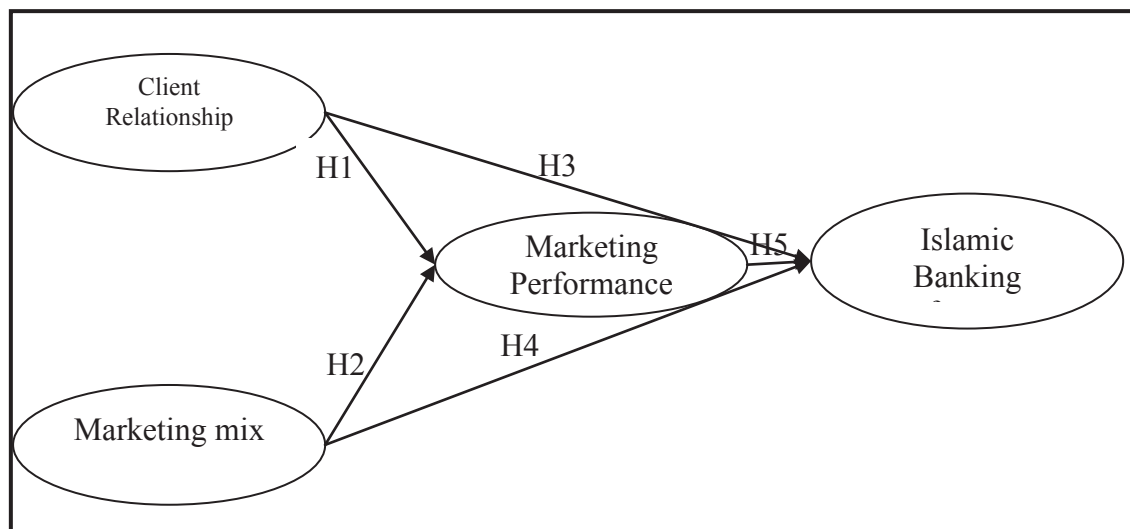 Client
Relationship
H1
H3
Marketing
Performance
H5
Islamic
Banking
H2
H4
Marketing mix